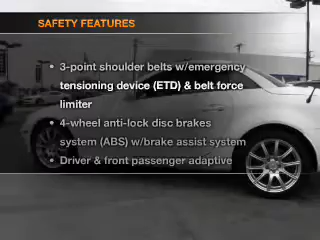 SAFETY FEATURES
• 3-point shoulder belts w/emergency
tensioning device (ETD) & belt force
limiter
• 4-wheel anti-lock disc brakes
system (ABS) w/brake assist system
• Driver & front passenger adaptive